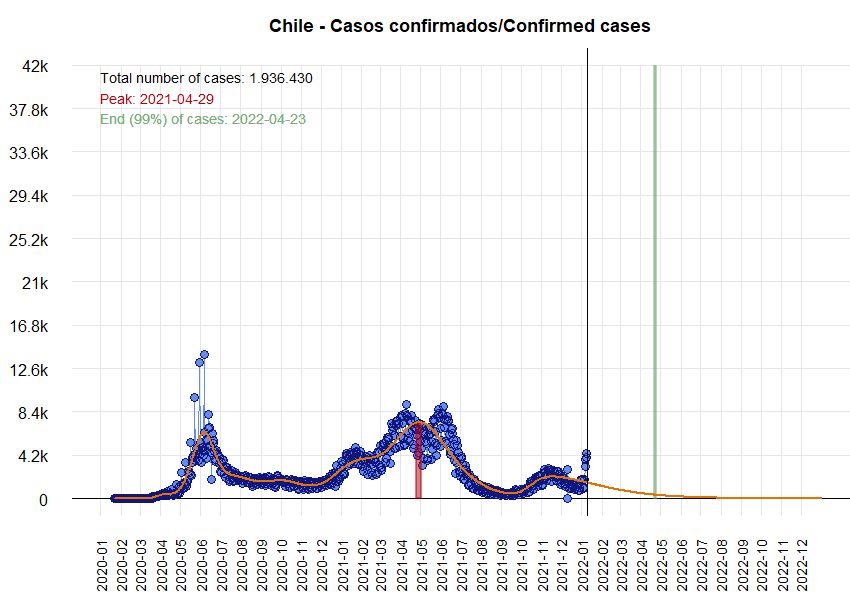 Chile - Casos confirmados/Confirmed cases
Total number of cases: 1.936.430
Peak: 2021-04-29
End (99%) of cases: 2022-04-23
42k
37.8k
33.6k
29.4k
25.2k
21k
16.8k
12.6k
8.4k
4.2k
0
2020-01
2020-02
2020-03
2020-04
2020-05
2020-06
2020-07
2020-08
2020-09
2020-10
2020-11
2020-12
2021-01
2021-02
2021-03
2021-04
2021-05
2021-06
2021-07
2021-08
2021-09
2021-10
2021-11
2021-12
2022-01
2022-02
2022-03
2022-04
2022-05
2022-06
2022-07
2022-08
2022-09
2022-10
2022-11
2022-12